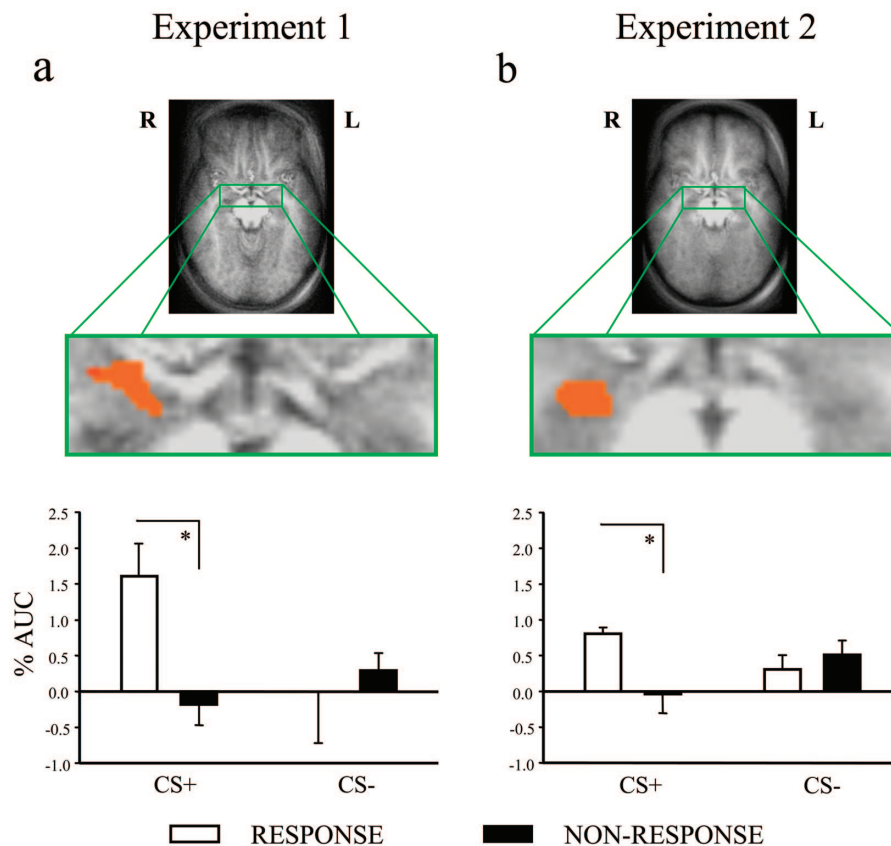 Experiment 1
Experiment 2
a
b
R
L
R
L
*
*
% AUC
2.5
2.0
1.5
1.0
0.5
0.0
-0.5
-1.0
2.5
2.0
1.5
1.0
0.5
0.0
-0.5
-1.0
CS+
CS-
CS+
CS-
RESPONSE
NON-RESPONSE